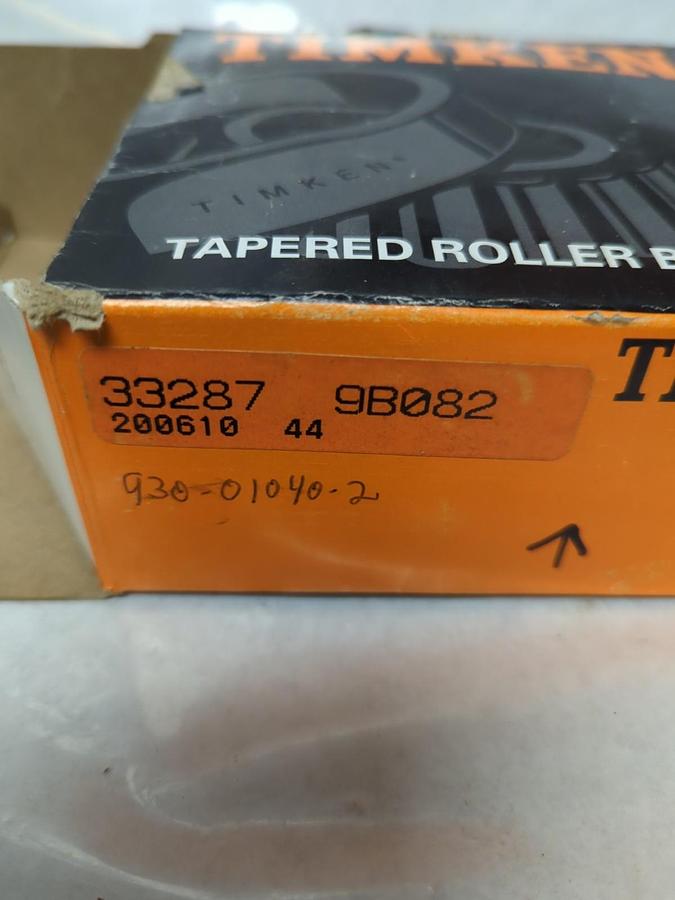 TIMKEN
TIMKEN®
TAPERED ROLLER
33287 9B082
200610 44
930-01040-2